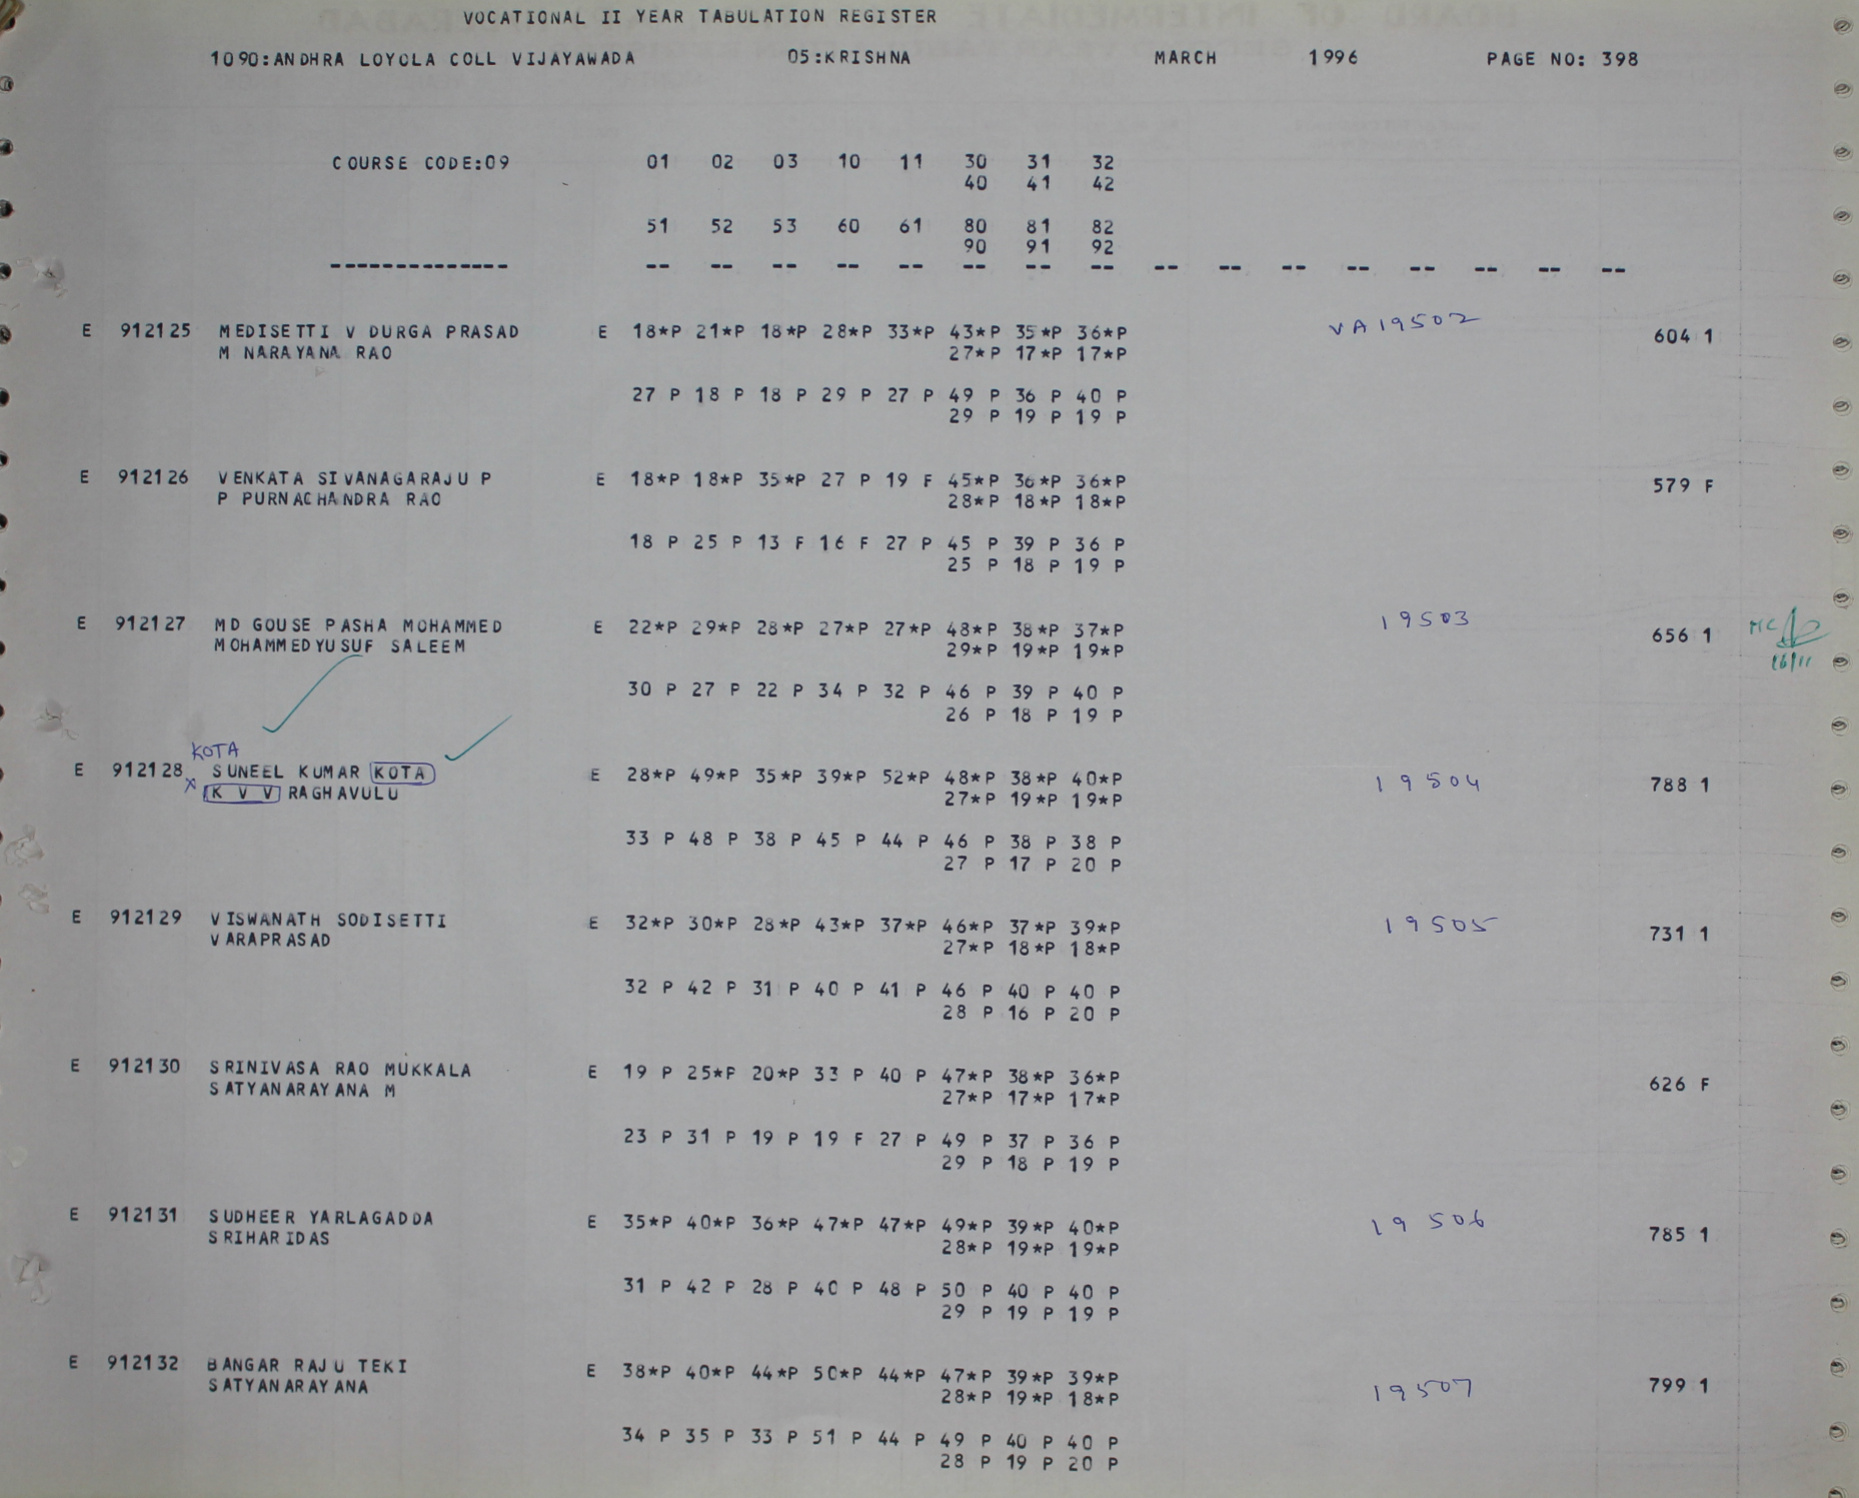 VOCATIONAL II YEAR TABULATION REGISTER
1090:ANDHRA LOYOLA COLL VIJAYAWADA 05:KRISHNA MARCH 1996 PAGE NO: 398
COURSE CODE:09 01 02 03 10 11 30 31 32
40 41 42
51 52 53 60 61 80 81 82
90 91 92
-------------- -- -- -- -- -- -- -- -- -- -- -- -- -- -- -- --
E 912125 MEDISETTI V DURGA PRASAD E 18*P 21*P 18*P 28*P 33*P 43*P 35*P 36*P VA19502 604 1
M NARAYANA RAO 27*P 17*P 17*P
27 P 18 P 18 P 29 P 27 P 49 P 36 P 40 P
29 P 19 P 19 P
E 912126 VENKATA SIVANAGARAJU P E 18*P 18*P 35*P 27 P 19 F 45*P 36*P 36*P 579 F
P PURNACHANDRA RAO 28*P 18*P 18*P
18 P 25 P 13 F 16 F 27 P 45 P 39 P 36 P
25 P 18 P 19 P
E 912127 MD GOUSE PASHA MOHAMMED E 22*P 29*P 28*P 27*P 27*P 48*P 38*P 37*P 19503 656 1 MC
MOHAMMEDYUSUF SALEEM 29*P 19*P 19*P 16/11
30 P 27 P 22 P 34 P 32 P 46 P 39 P 40 P
26 P 18 P 19 P
KOTA
E 912128 SUNEEL KUMAR KOTA E 28*P 49*P 35*P 39*P 52*P 48*P 38*P 40*P 19504 788 1
x K V V RAGHAVULU 27*P 19*P 19*P
33 P 48 P 38 P 45 P 44 P 46 P 38 P 38 P
27 P 17 P 20 P
E 912129 VISWANATH SODISETTI E 32*P 30*P 28*P 43*P 37*P 46*P 37*P 39*P 19505 731 1
VARAPRASAD 27*P 18*P 18*P
32 P 42 P 31 P 40 P 41 P 46 P 40 P 40 P
28 P 16 P 20 P
E 912130 SRINIVASA RAO MUKKALA E 19 P 25*P 20*P 33 P 40 P 47*P 38*P 36*P 626 F
SATYANARAYANA M 27*P 17*P 17*P
23 P 31 P 19 P 19 F 27 P 49 P 37 P 36 P
29 P 18 P 19 P
E 912131 SUDHEER YARLAGADDA E 35*P 40*P 36*P 47*P 47*P 49*P 39*P 40*P 19506 785 1
SRIHARIDAS 28*P 19*P 19*P
31 P 42 P 28 P 40 P 48 P 50 P 40 P 40 P
29 P 19 P 19 P
E 912132 BANGAR RAJU TEKI E 38*P 40*P 44*P 50*P 44*P 47*P 39*P 39*P 19507 799 1
SATYANARAYANA 28*P 19*P 18*P
34 P 35 P 33 P 51 P 44 P 49 P 40 P 40 P
28 P 19 P 20 P